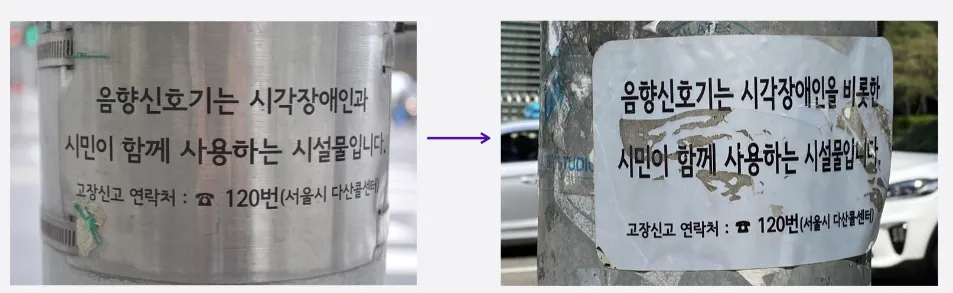 음향신호기는 시각장애인과
시민이 함께 사용하는 시설물입니다.
고장신고 연락처 : ☎ 120번(서울시 다산콜센터)
음향신호기는 시각장애인을 비롯한
시민이 함께 사용하는 시설물입니다.
고장신고 연락처 : ☎ 120번(서울시 다산콜센터)